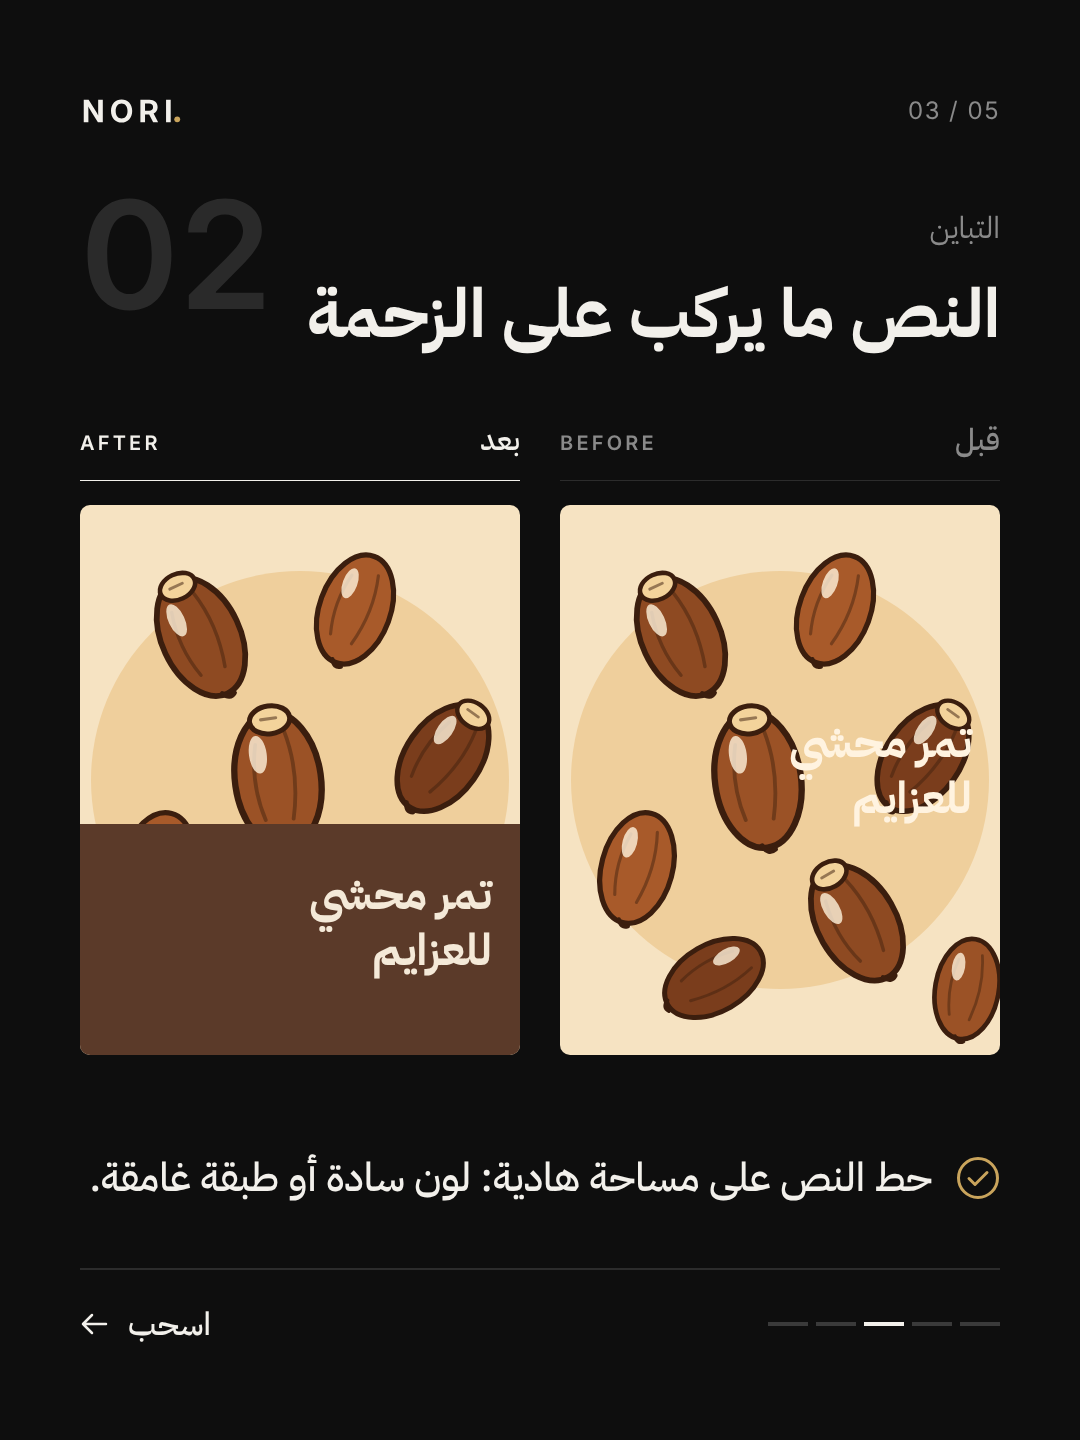 NORI.
03 / 05
02
التباين
النص ما يركب على الزحمة
قبل
BEFORE
بعد
AFTER
تمر محشي
للعزايم
تمر محشي
للعزايم
حط النص على مساحة هادية: لون سادة أو طبقة غامقة.
اسحب